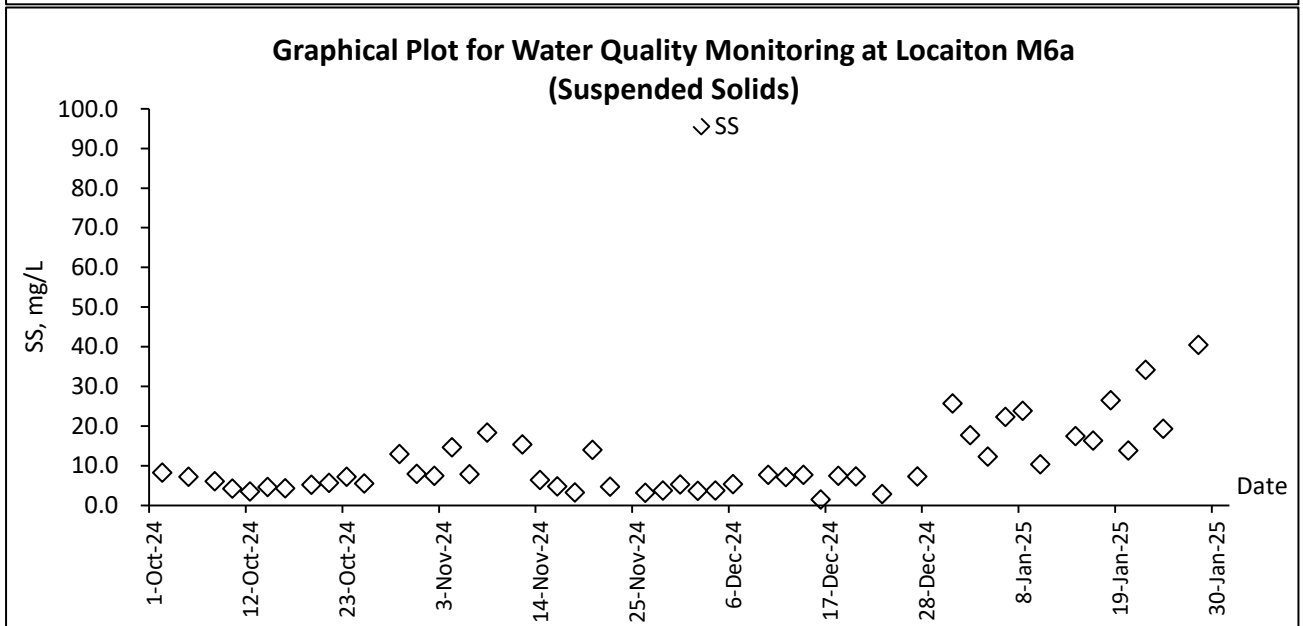 Graphical Plot for Water Quality Monitoring at Locaiton M6a
(Suspended Solids)
SS
100.0
90.0
80.0
70.0
60.0
50.0
40.0
30.0
20.0
10.0
0.0
SS, mg/L
Date
1-Oct-24
12-Oct-24
23-Oct-24
3-Nov-24
14-Nov-24
25-Nov-24
6-Dec-24
17-Dec-24
28-Dec-24
8-Jan-25
19-Jan-25
30-Jan-25